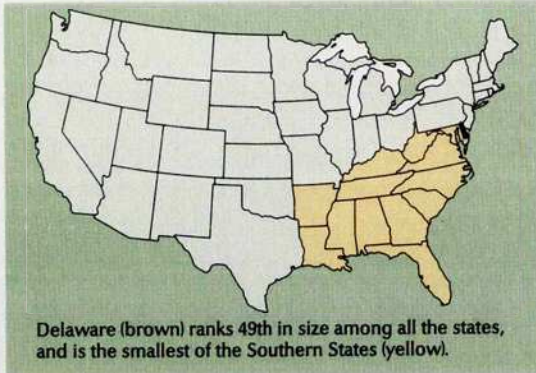 Delaware (brown) ranks 49th in size among all the states,
and is the smallest of the Southern States (yellow).